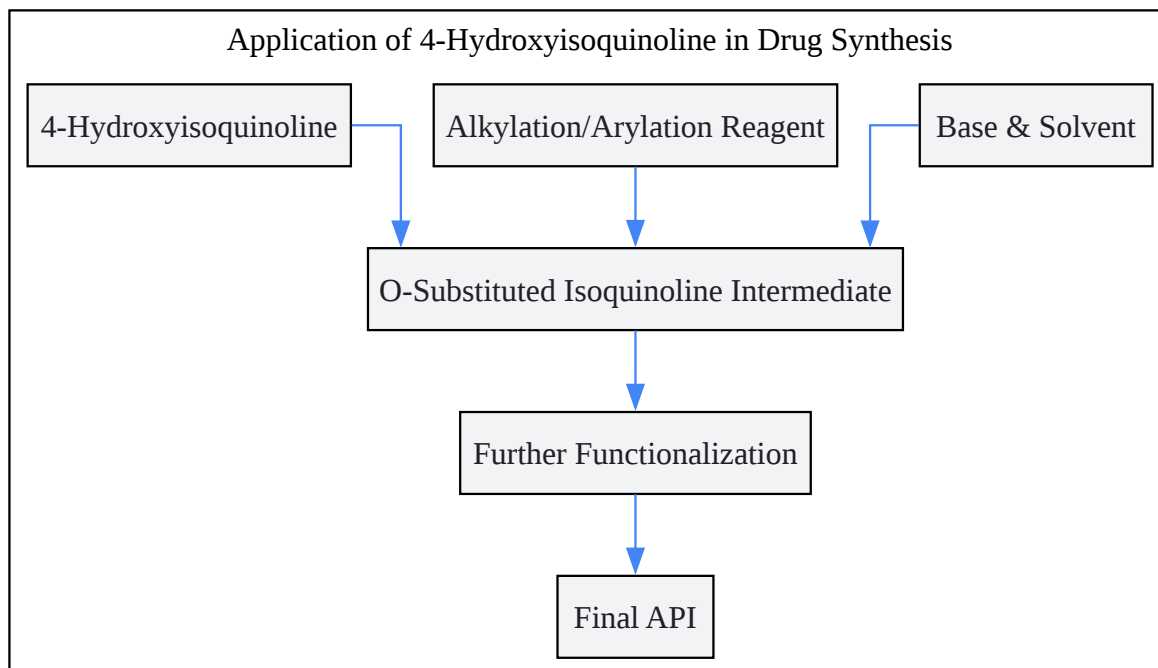 Application of 4-Hydroxyisoquinoline in Drug Synthesis
4-Hydroxyisoquinoline
Alkylation/Arylation Reagent
Base & Solvent
O-Substituted Isoquinoline Intermediate
Further Functionalization
Final API